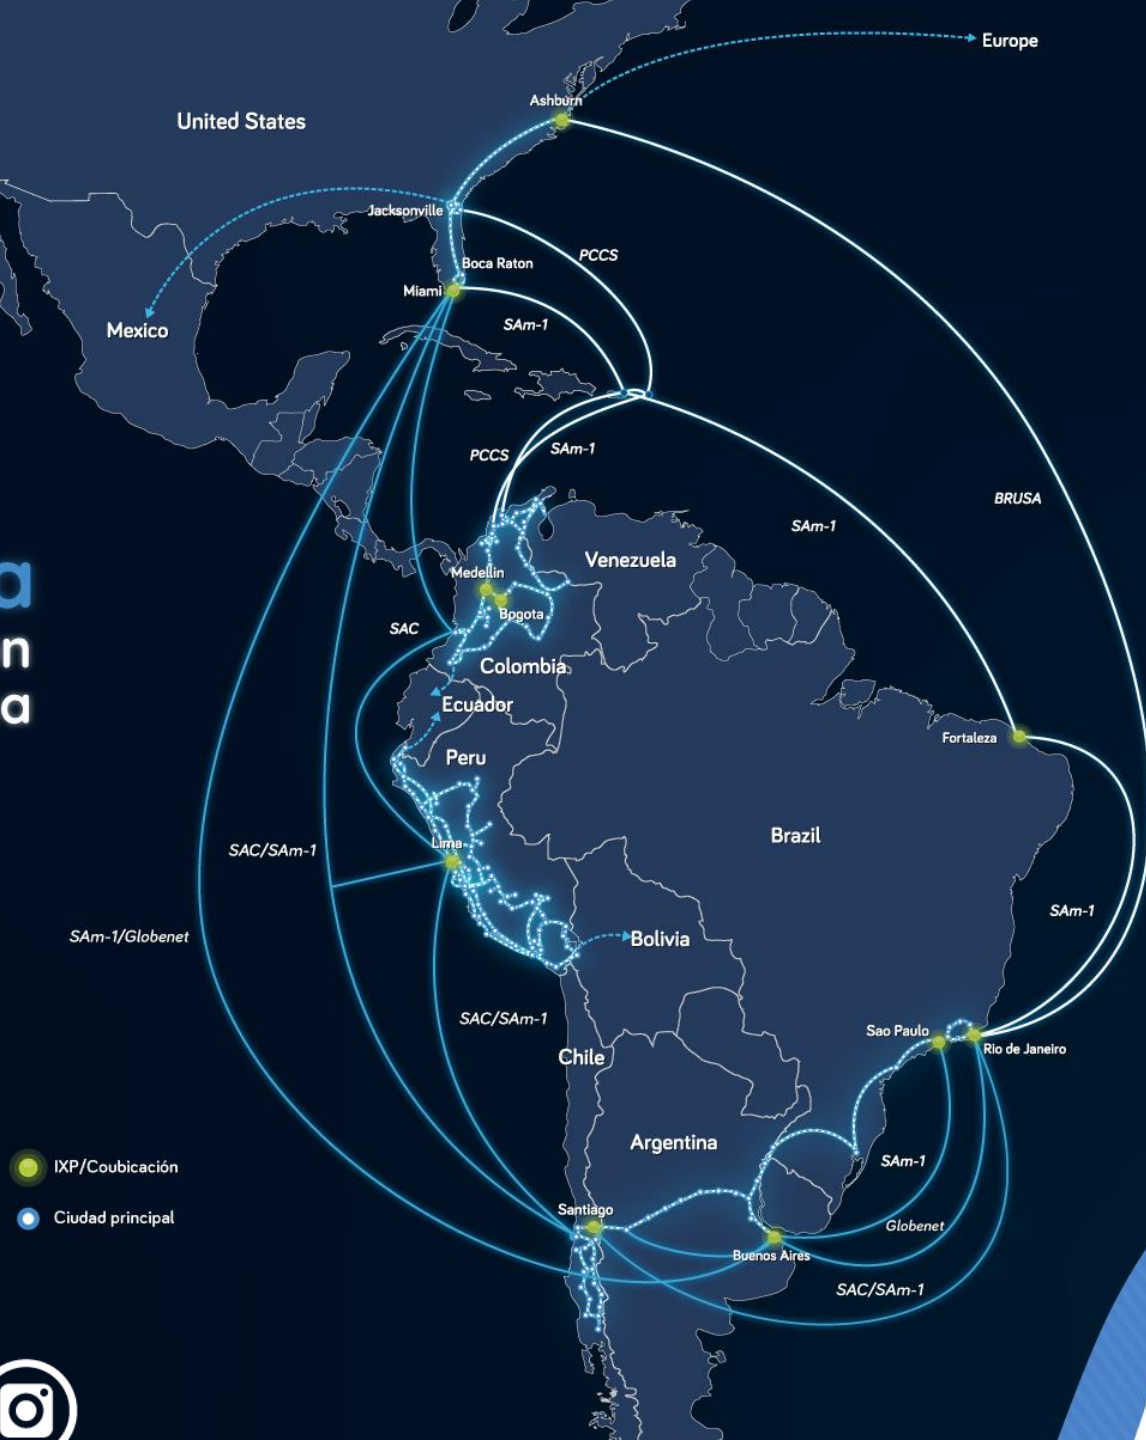 Europe
Ashburn
United States
Jacksonville
PCCS
Boca Raton
Miami
SAm-1
Mexico
PCCS
SAm-1
BRUSA
SAm-1
Venezuela
Medellin
a
Bogota
SAC
n
Colombia
a
Ecuador
Fortaleza
Peru
Brazil
Lima
SAC/SAm-1
SAm-1
SAm-1/Globenet
Bolivia
SAC/SAm-1
Sao Paulo
Rio de Janeiro
Chile
Argentina
SAm-1
IXP/Coubicación
Ciudad principal
Santiago
Globenet
Buenos Aires
SAC/SAm-1